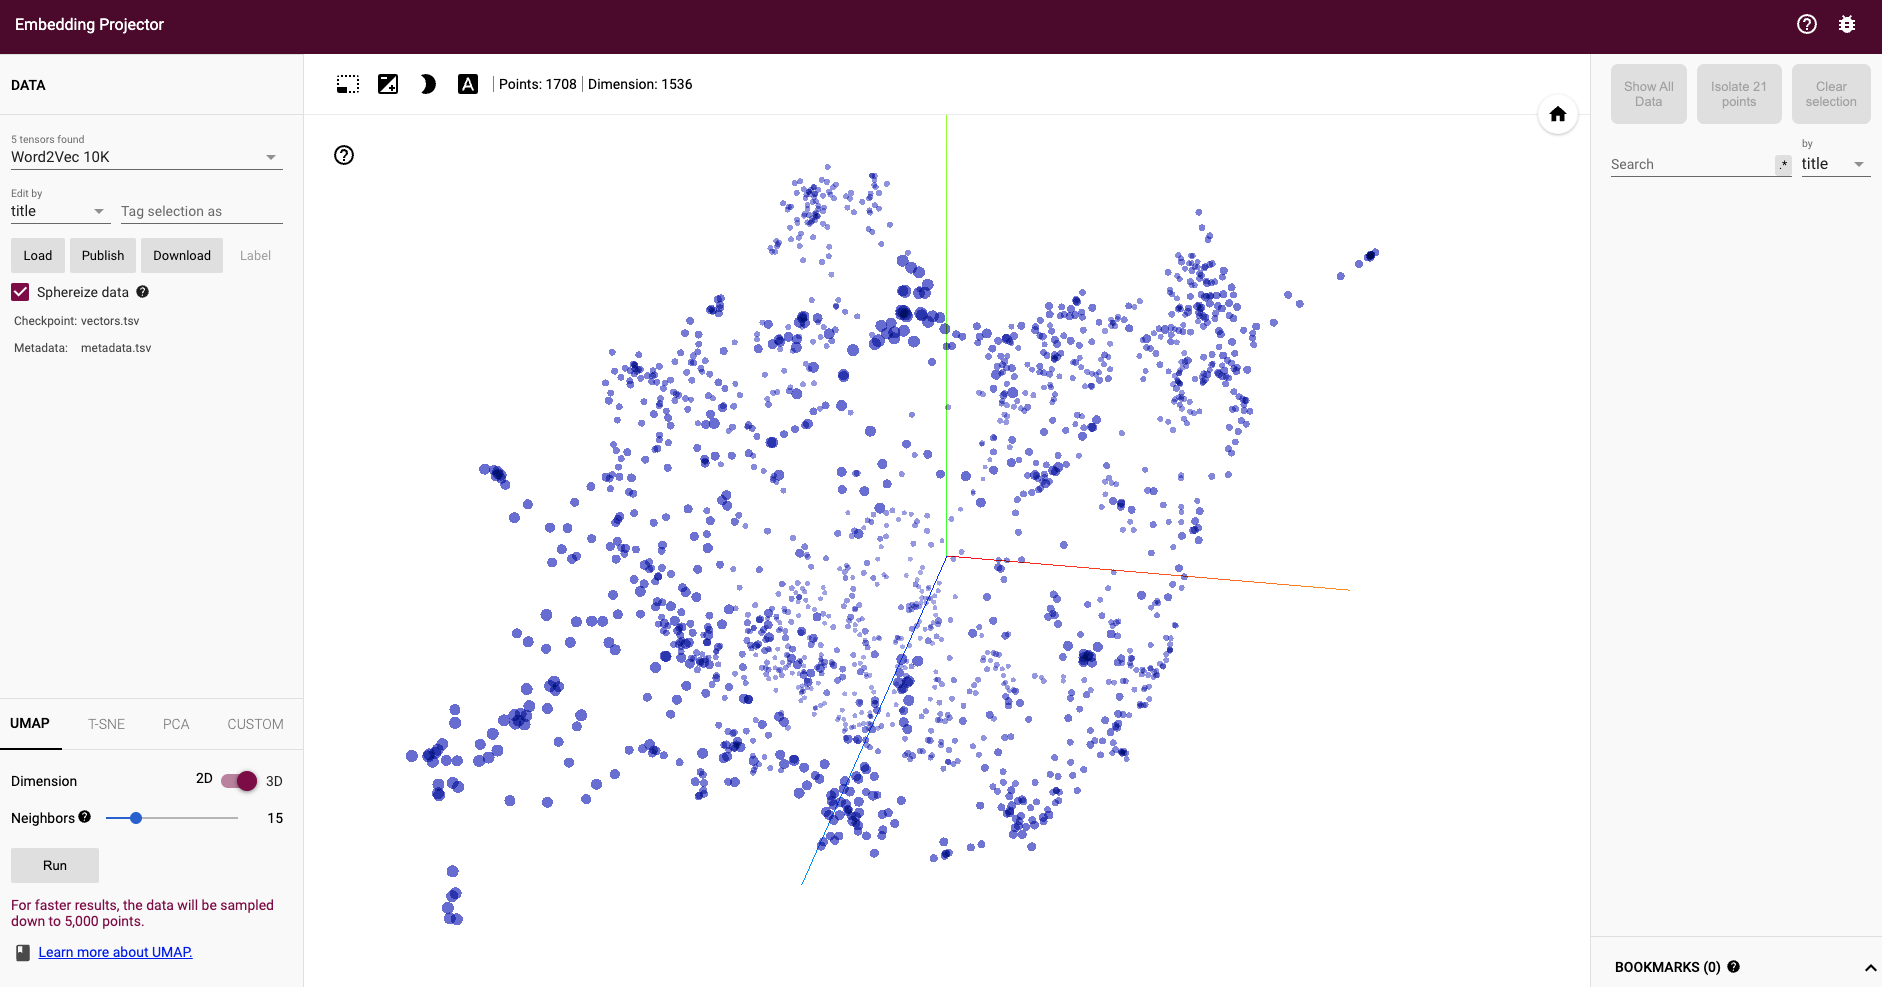 Embedding Projector
DATA
5 tensors found
Word2Vec 10K
Edit by
title
Tag selection as
Load
Publish
Download
Label
Sphereize data
Checkpoint: vectors.tsv
Metadata: metadata.tsv
UMAP
T-SNE
PCA
CUSTOM
Dimension
2D
3D
Neighbors
15
Run
For faster results, the data will be sampled
down to 5,000 points.
Learn more about UMAP.
A
Points: 1708
Dimension: 1536
Show All
Data
Isolate 21
points
Clear
selection
Search
.*
by
title
BOOKMARKS (0)